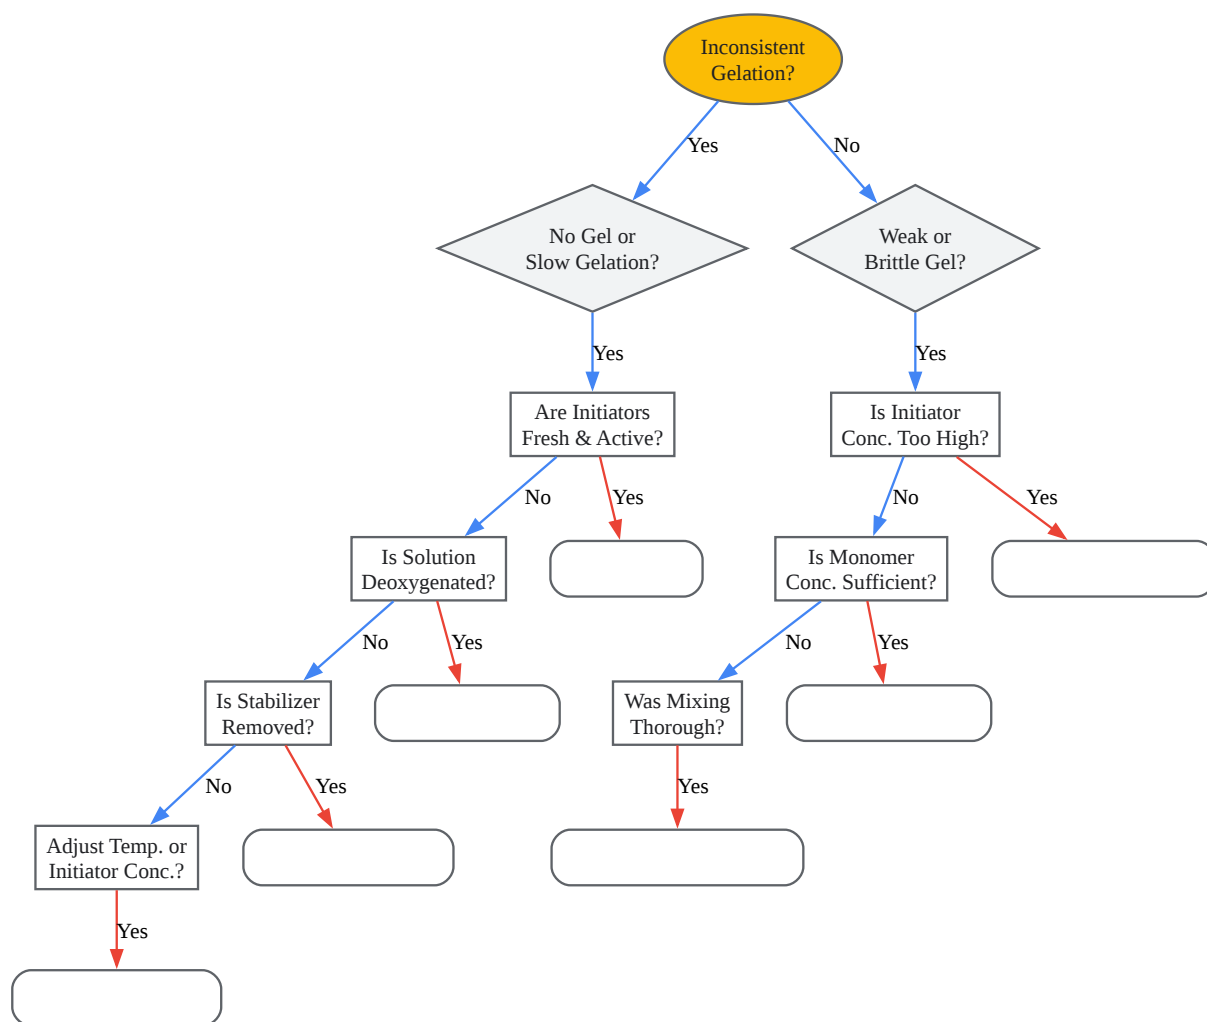 Inconsistent
Gelation?
Yes
No
No Gel or
Slow Gelation?
Weak or
Brittle Gel?
Yes
Yes
Are Initiators
Fresh & Active?
Is Initiator
Conc. Too High?
No
Yes
No
Yes
Is Solution
Deoxygenated?
Is Monomer
Conc. Sufficient?
No
Yes
No
Yes
Is Stabilizer
Removed?
Was Mixing
Thorough?
No
Yes
Yes
Adjust Temp. or
Initiator Conc.?
Yes